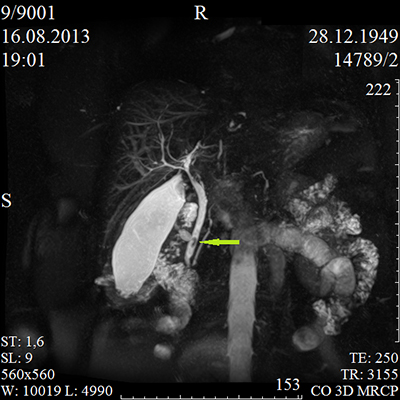 9/9001
R
16.08.2013
28.12.1949
19:01
14789/2
222
S
ST: 1,6
SL: 9
TE: 250
560x560
TR: 3155
W: 10019 L: 4990
153
CO 3D MRCP